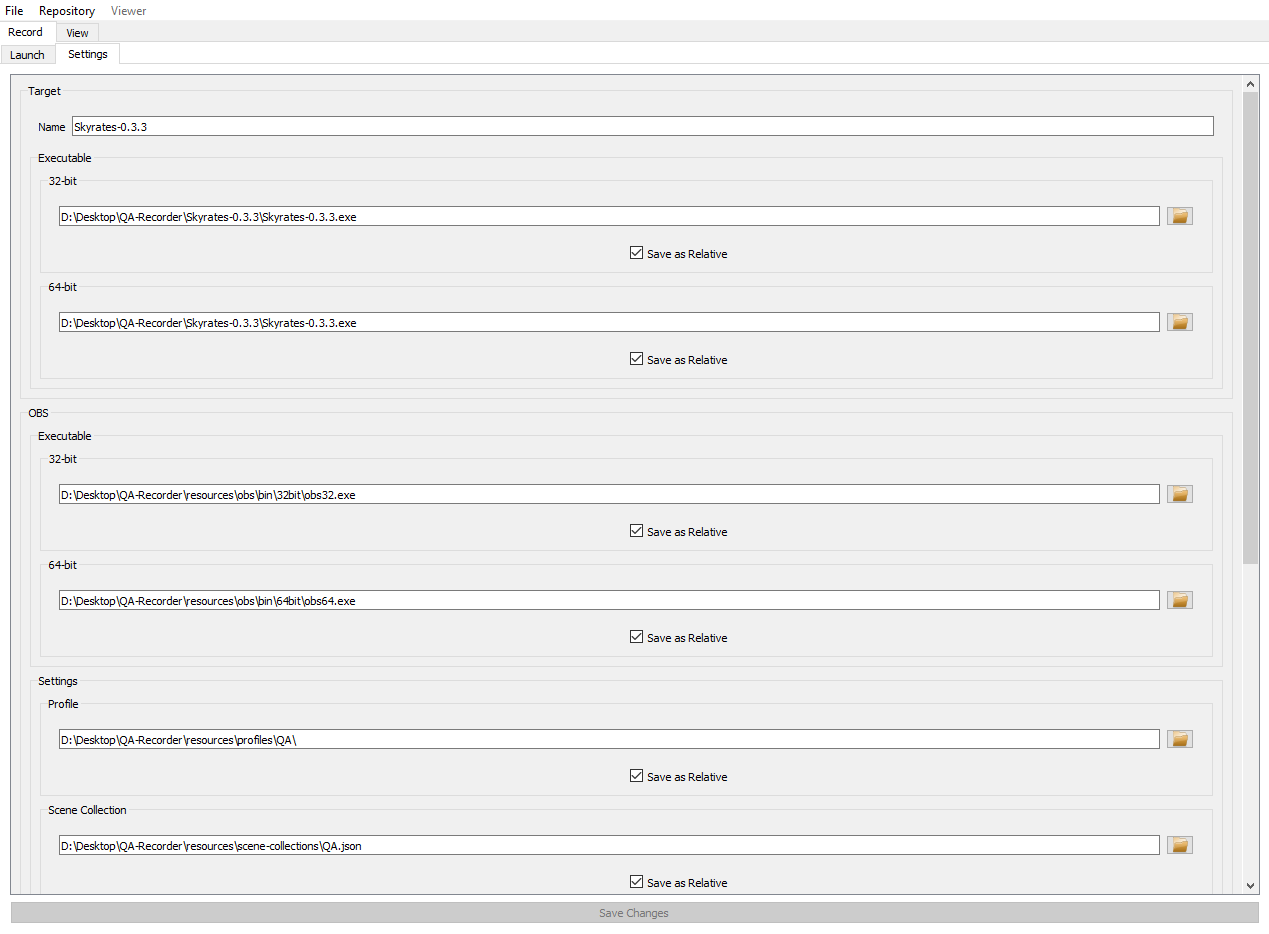 File Repository Viewer
Record View
Launch Settings
Target
Name Skyrates-0.3.3
Executable
32-bit
D:\Desktop\QA-Recorder\Skyrates-0.3.3\Skyrates-0.3.3.exe
Save as Relative
64-bit
D:\Desktop\QA-Recorder\Skyrates-0.3.3\Skyrates-0.3.3.exe
Save as Relative
OBS
Executable
32-bit
D:\Desktop\QA-Recorder\resources\obs\bin\32bit\obs32.exe
Save as Relative
64-bit
D:\Desktop\QA-Recorder\resources\obs\bin\64bit\obs64.exe
Save as Relative
Settings
Profile
D:\Desktop\QA-Recorder\resources\profiles\QA\
Save as Relative
Scene Collection
D:\Desktop\QA-Recorder\resources\scene-collections\QA.json
Save as Relative
Save Changes